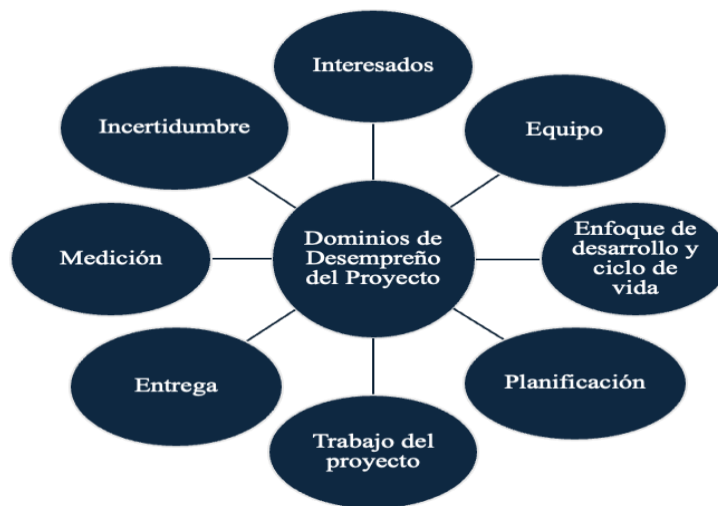 Interesados
Incertidumbre
Equipo
Dominios de
Desempreño
del Proyecto
Medición
Enfoque de
desarrollo y
ciclo de
vida
Entrega
Planificación
Trabajo del
proyecto